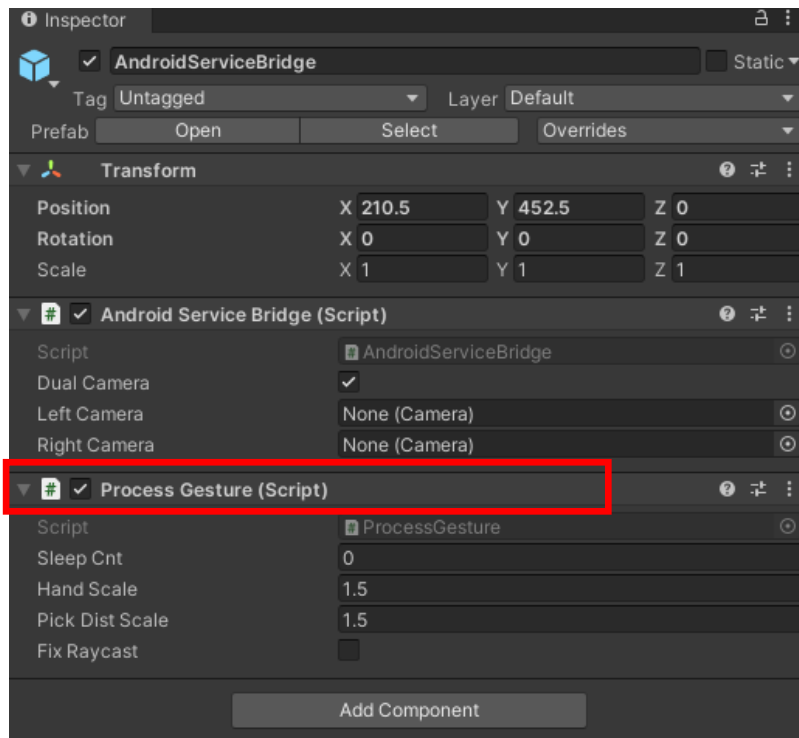 Inspector
AndroidServiceBridge Static
Tag Untagged Layer Default
Prefab Open Select Overrides
Transform
Position X 210.5 Y 452.5 Z 0
Rotation X 0 Y 0 Z 0
Scale X 1 Y 1 Z 1
# Android Service Bridge (Script)
Script # AndroidServiceBridge
Dual Camera
Left Camera None (Camera)
Right Camera None (Camera)
# Process Gesture (Script)
Script # ProcessGesture
Sleep Cnt 0
Hand Scale 1.5
Pick Dist Scale 1.5
Fix Raycast
Add Component